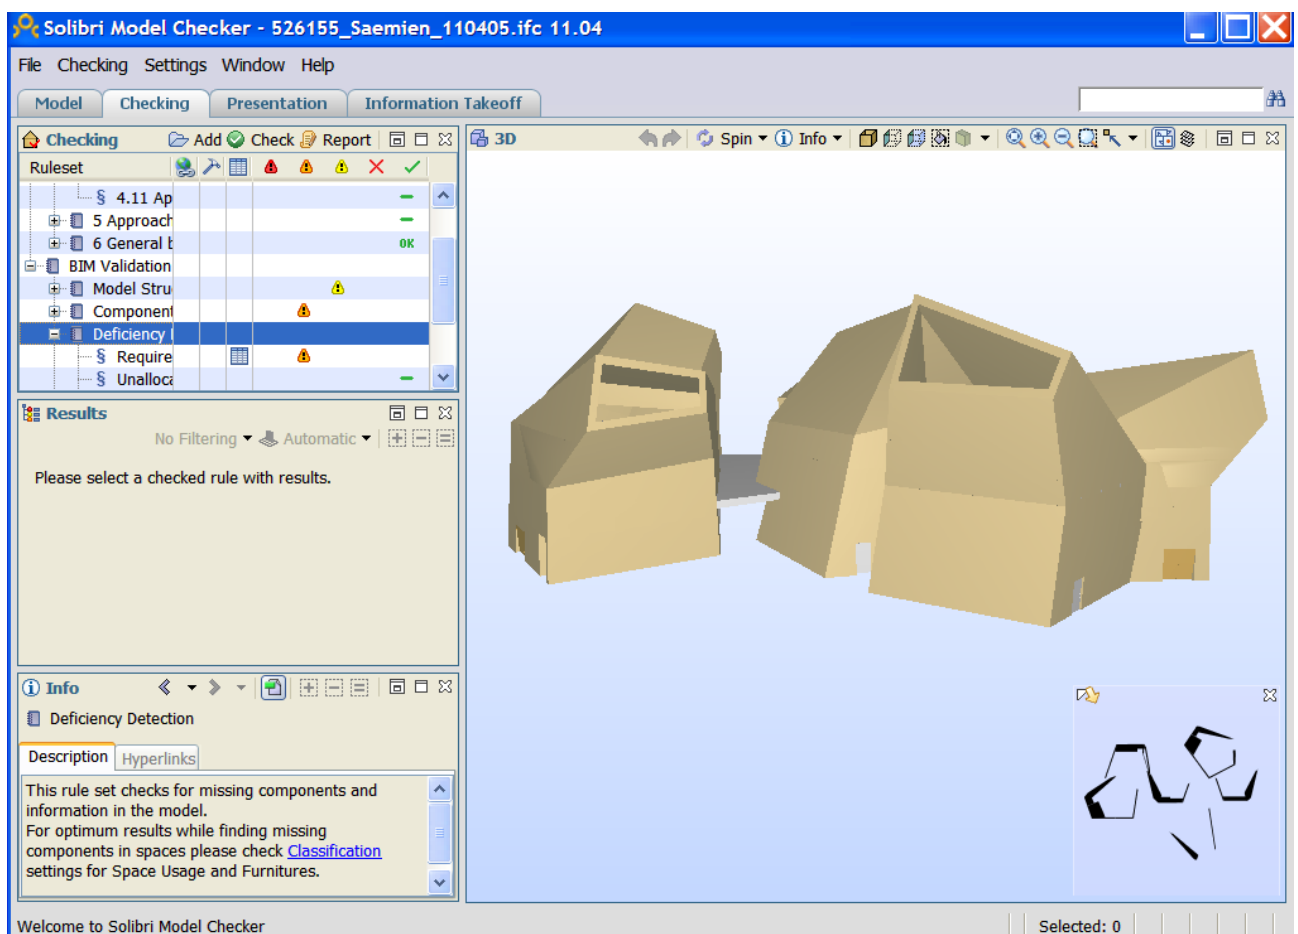 Solibri Model Checker - 526155_Saemien_110405.ifc 11.04
File Checking Settings Window Help
Model Checking Presentation Information Takeoff
Checking Add Check Report
Ruleset
§ 4.11 Ap
5 Approach
6 General b
OK
BIM Validation
Model Stru
Component
Deficiency
§ Require
§ Unalloca
Results
No Filtering Automatic
Please select a checked rule with results.
Info
Deficiency Detection
Description Hyperlinks
This rule set checks for missing components and
information in the model.
For optimum results while finding missing
components in spaces please check Classification
settings for Space Usage and Furnitures.
3D Spin Info
Welcome to Solibri Model Checker
Selected: 0